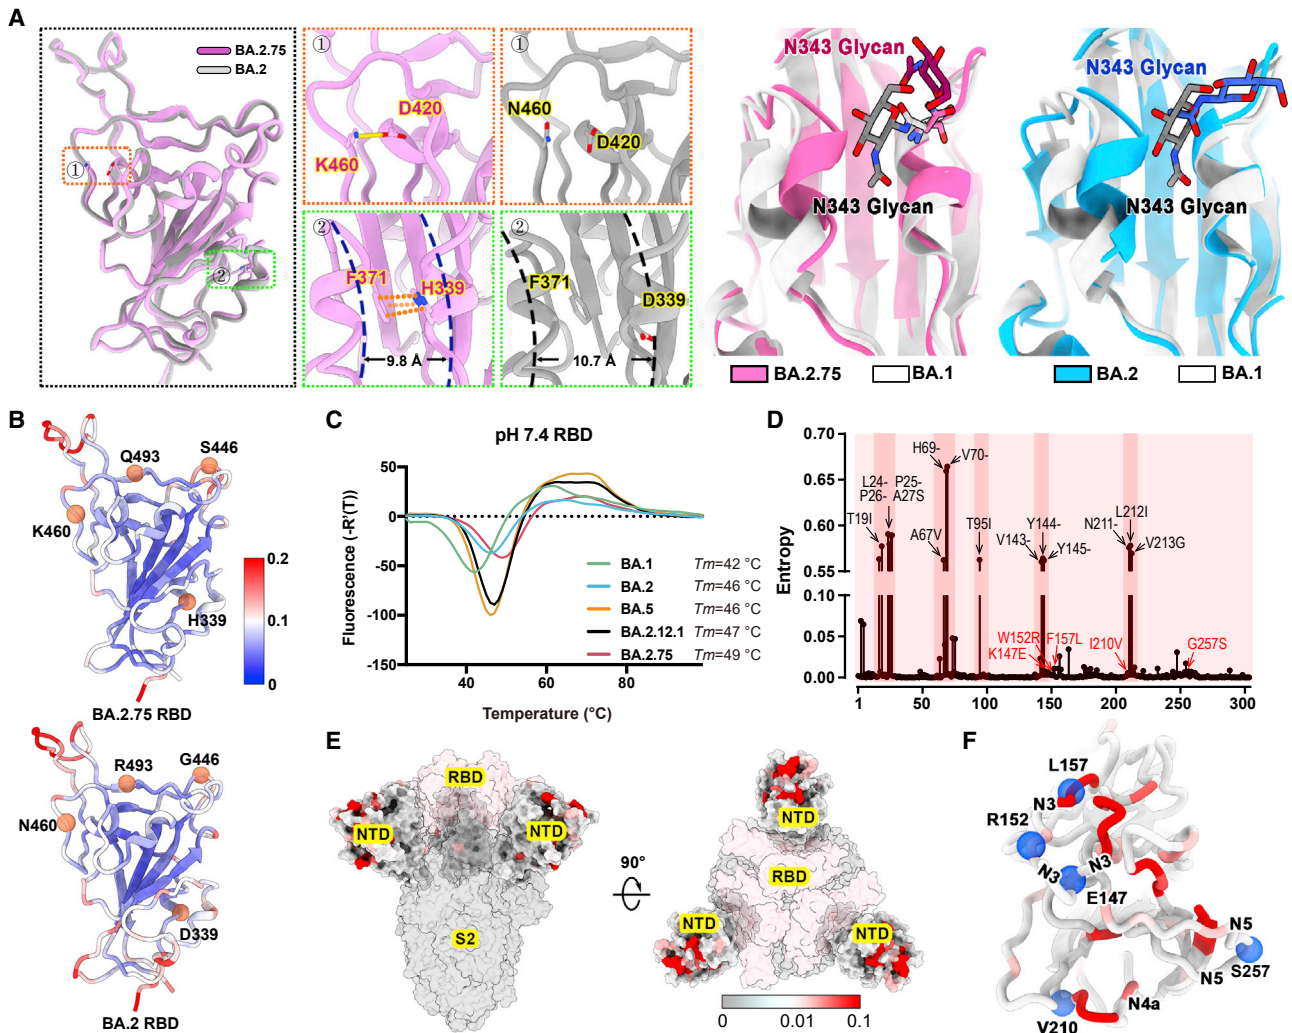 A
BA.2.75
BA.2
①
②
①
D420
K460
①
N460
D420
②
F371
H339
9.8 Å
②
F371
D339
10.7 Å
N343 Glycan
N343 Glycan
BA.2.75
BA.1
N343 Glycan
N343 Glycan
BA.2
BA.1
B
Q493
S446
K460
H339
BA.2.75 RBD
0.2
0.1
0
R493
G446
N460
D339
BA.2 RBD
C
pH 7.4 RBD
Fluorescence (-R'(T))
50
0
-50
-100
-150
40
60
80
Temperature (°C)
BA.1 Tm=42 °C
BA.2 Tm=46 °C
BA.5 Tm=46 °C
BA.2.12.1 Tm=47 °C
BA.2.75 Tm=49 °C
D
Entropy
0.70
0.65
0.60
0.55
0.10
0.05
0.00
1
50
100
150
200
250
300
H69-
V70-
L24-
P25-
P26-
A27S
T19I
A67V
T95I
Y144-
V143-
Y145-
L212I
N211-
V213G
W152R
F157L
K147E
I210V
G257S
E
RBD
NTD
NTD
S2
90°
NTD
RBD
NTD
NTD
0
0.01
0.1
F
L157
N3
R152
N3
N3
E147
N5
N5
S257
N4a
V210